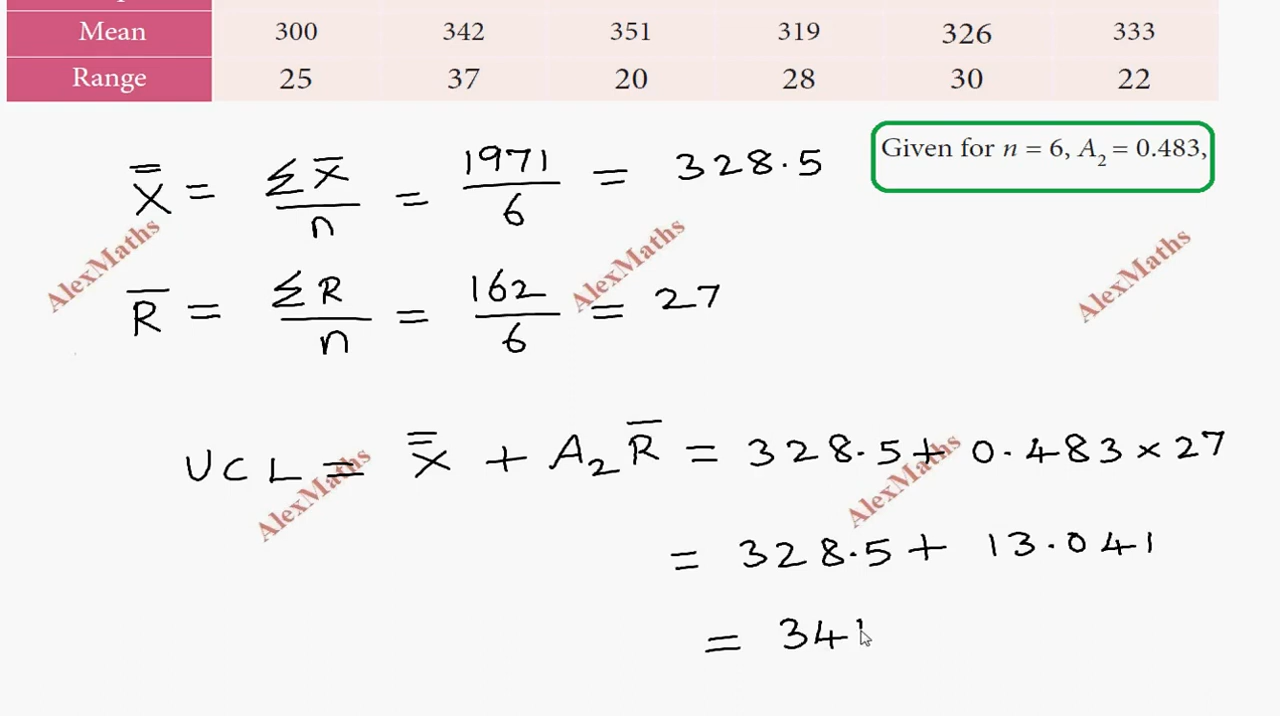 Mean 300 342 351 319 326 333
Range 25 37 20 28 30 22
Given for n = 6, A₂ = 0.483,
X̿ = ΣX̄/n = 1971/6 = 328.5
R̄ = ΣR/n = 162/6 = 27
UCL = X̿ + A₂R̄ = 328.5 + 0.483 × 27
= 328.5 + 13.041
= 341
AlexMaths
AlexMaths
AlexMaths
AlexMaths
AlexMaths